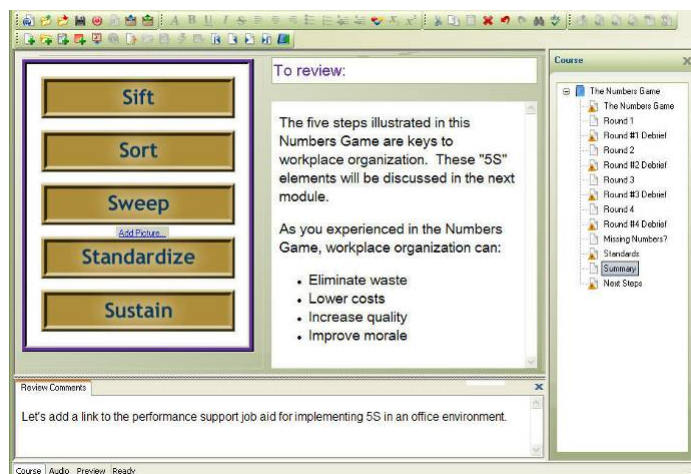 Sift
Sort
Sweep
Add Picture...
Standardize
Sustain
To review:
The five steps illustrated in this
Numbers Game are keys to
workplace organization. These "5S"
elements will be discussed in the next
module.
As you experienced in the Numbers
Game, workplace organization can:
• Eliminate waste
• Lower costs
• Increase quality
• Improve morale
Course
The Numbers Game
The Numbers Game
Round 1
Round #1 Debrief
Round 2
Round #2 Debrief
Round 3
Round #3 Debrief
Round 4
Round #4 Debrief
Missing Numbers?
Standards
Summary
Next Steps
Review Comments
Let's add a link to the performance support job aid for implementing 5S in an office environment.
Course Audio Preview Ready